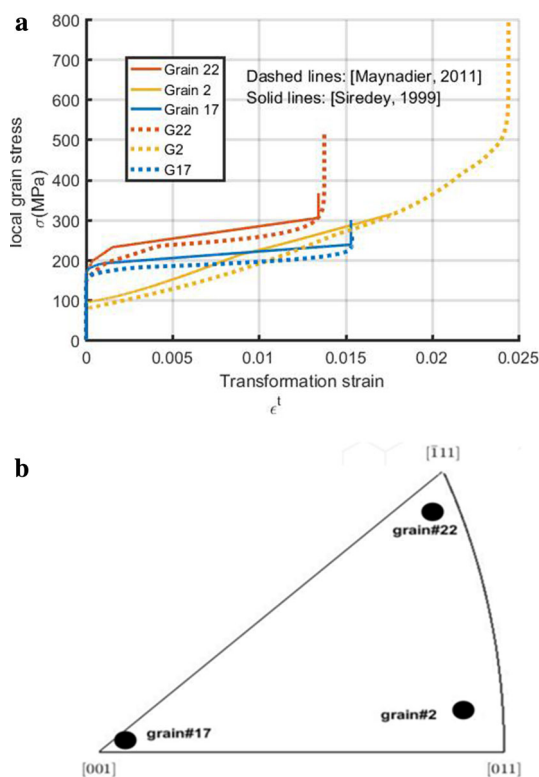 a
800
700
600
500
400
300
200
100
0
local grain stress
σ(MPa)
Grain 22
Grain 2
Grain 17
G22
G2
G17
Dashed lines: [Maynadier, 2011]
Solid lines: [Siredey, 1999]
0 0.005 0.01 0.015 0.02 0.025
Transformation strain
ϵᵗ
b
[1̅11]
grain#22
grain#2
grain#17
[001]
[011]